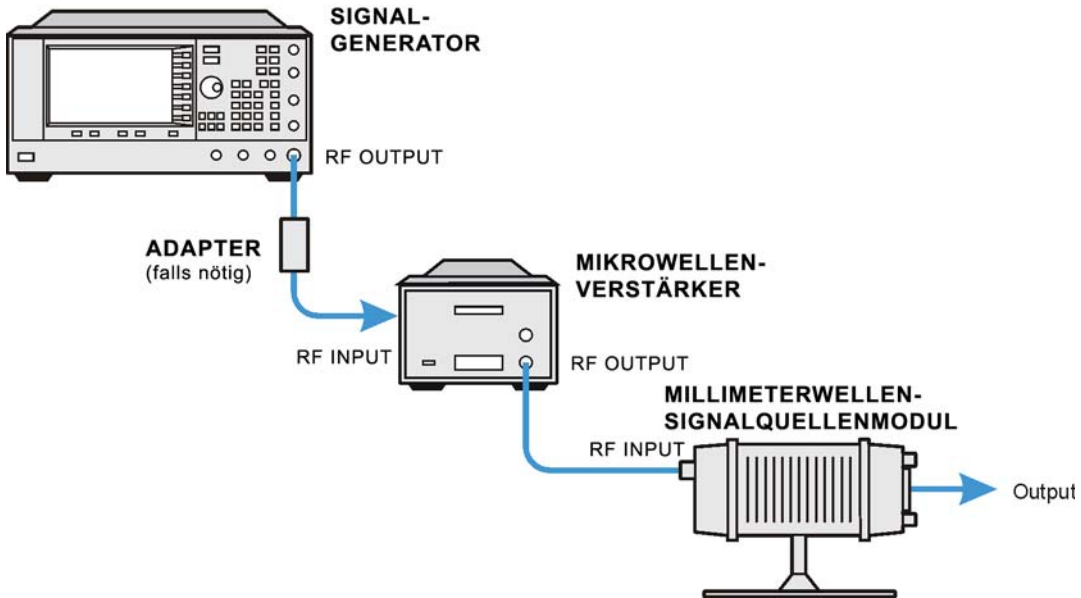 SIGNAL-
GENERATOR
RF OUTPUT
ADAPTER
(falls nötig)
MIKROWELLEN-
VERSTÄRKER
RF INPUT
RF OUTPUT
MILLIMETERWELLEN-
SIGNALQUELLENMODUL
RF INPUT
Output